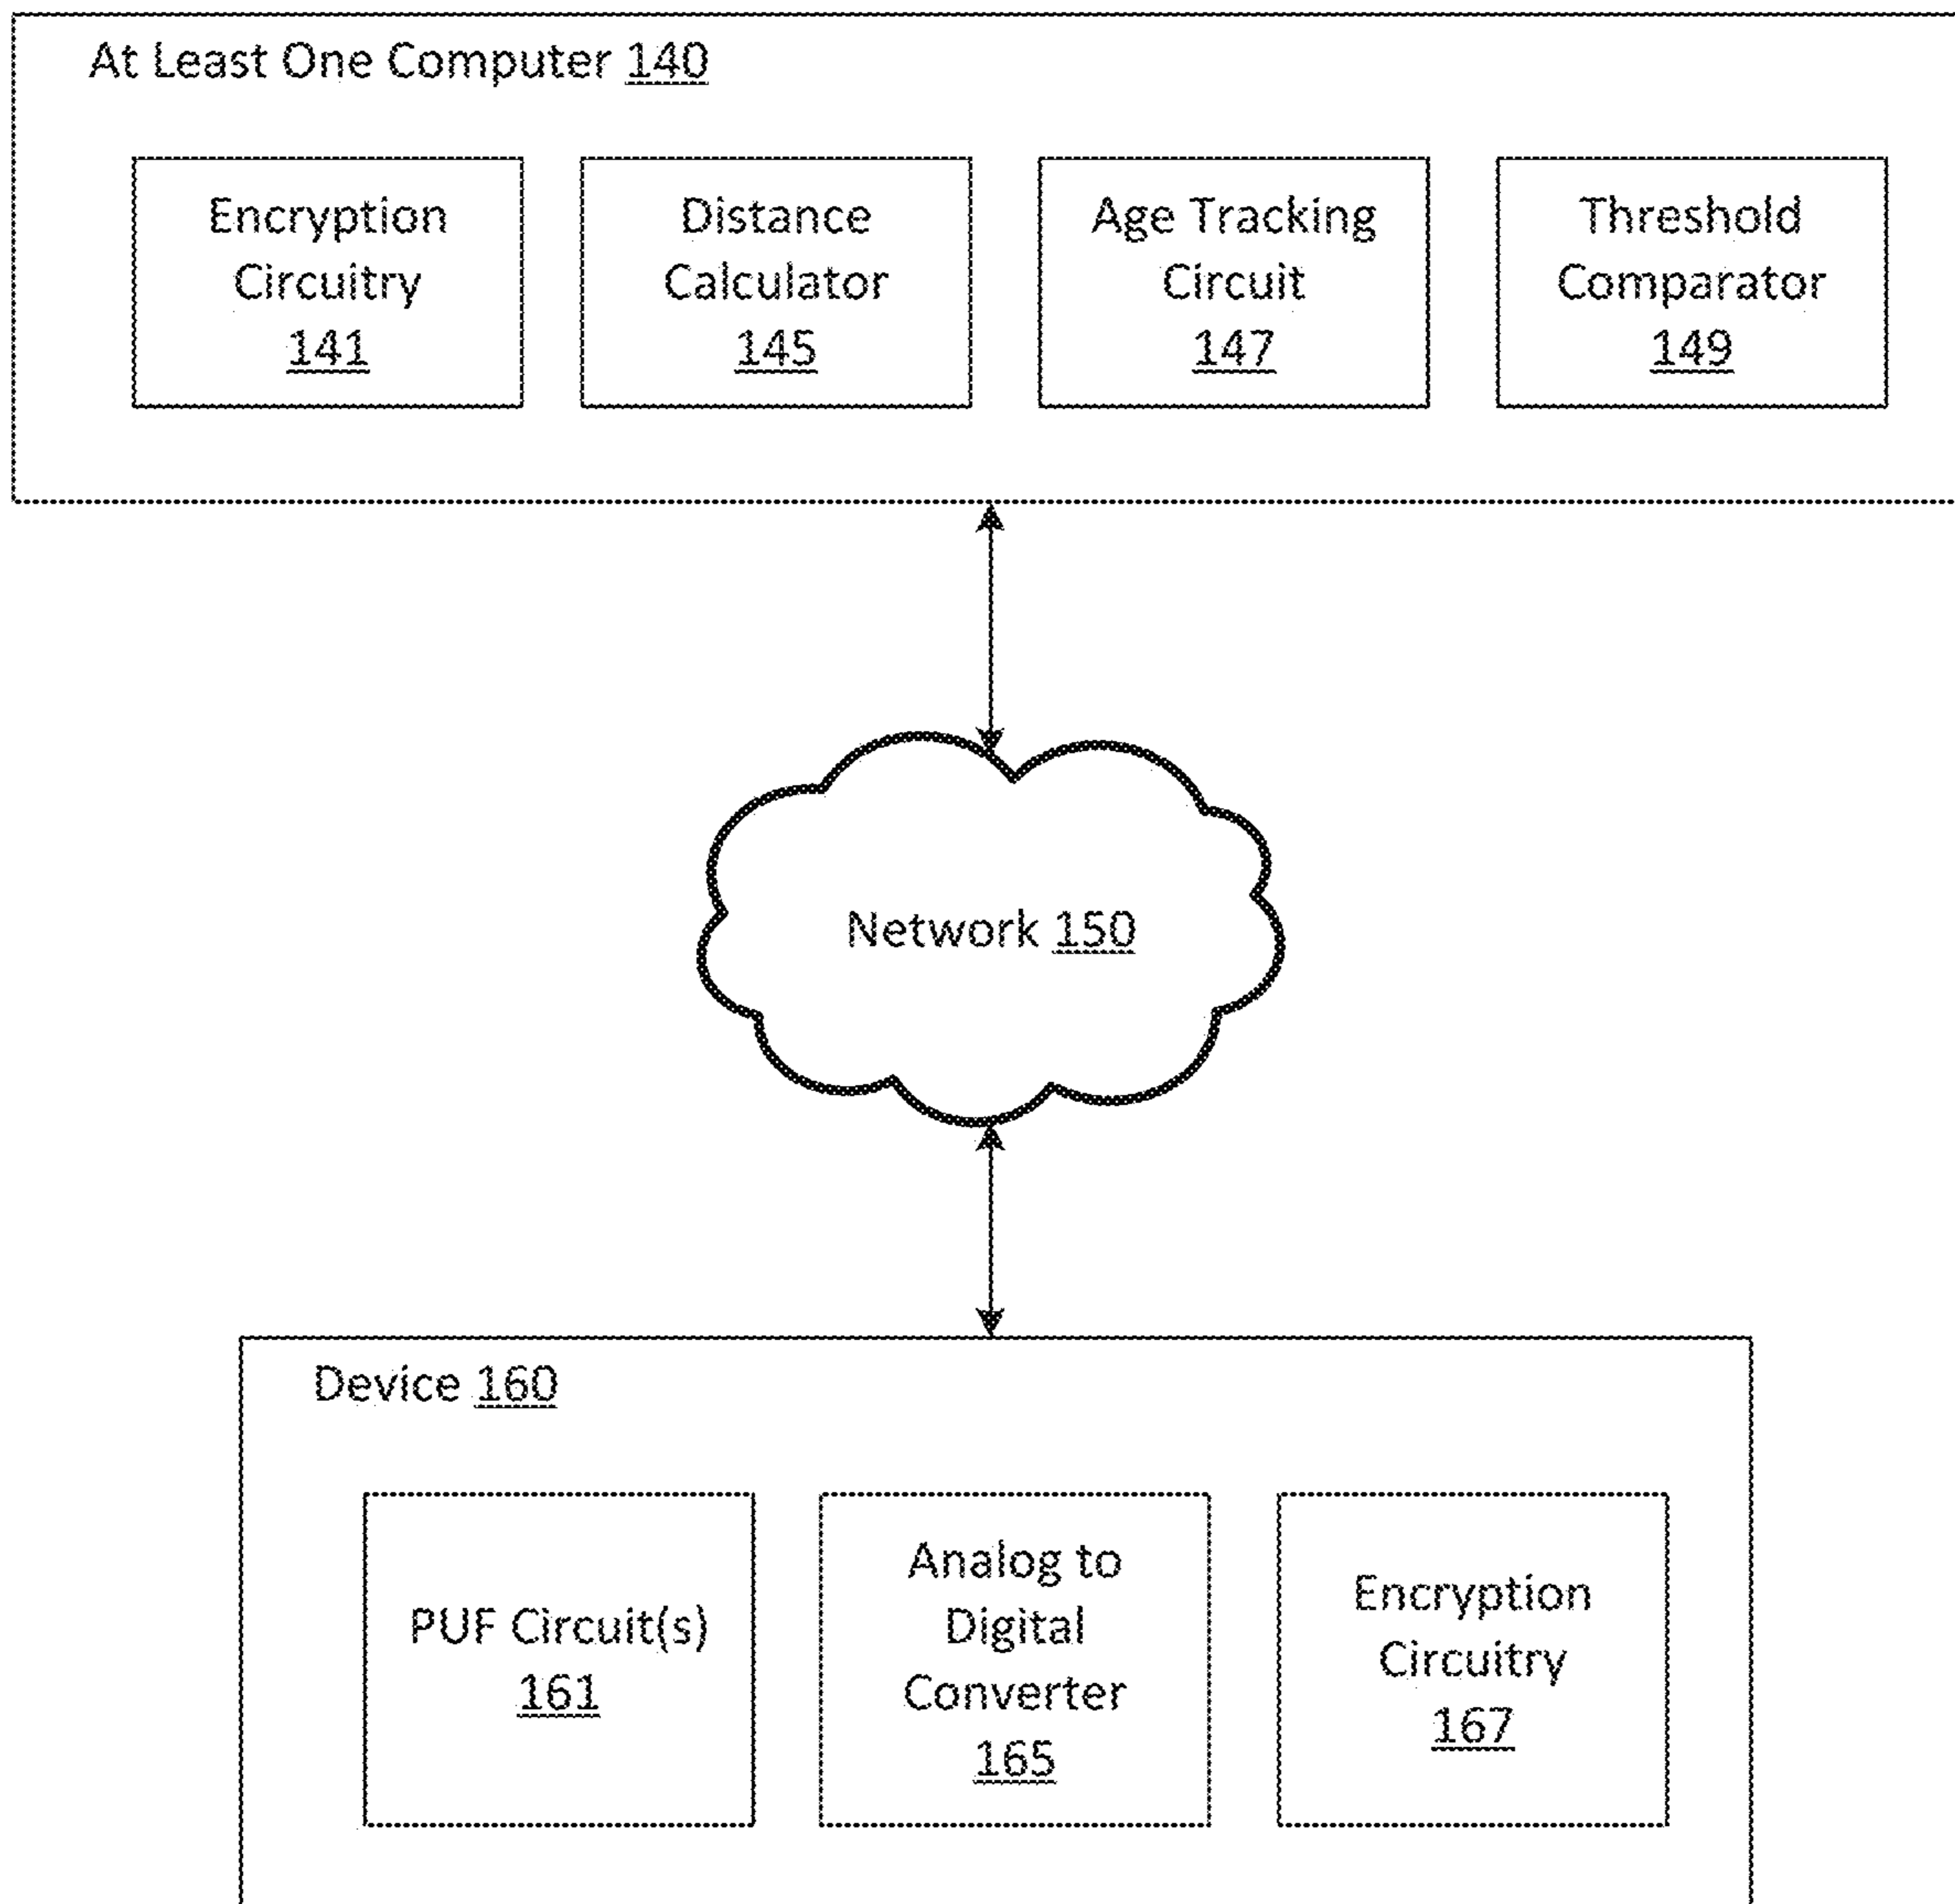 At Least One Computer 140
Encryption
Circuitry
141
Distance
Calculator
145
Age Tracking
Circuit
147
Threshold
Comparator
149
Network 150
Device 160
PUF Circuit(s)
161
Analog to
Digital
Converter
165
Encryption
Circuitry
167